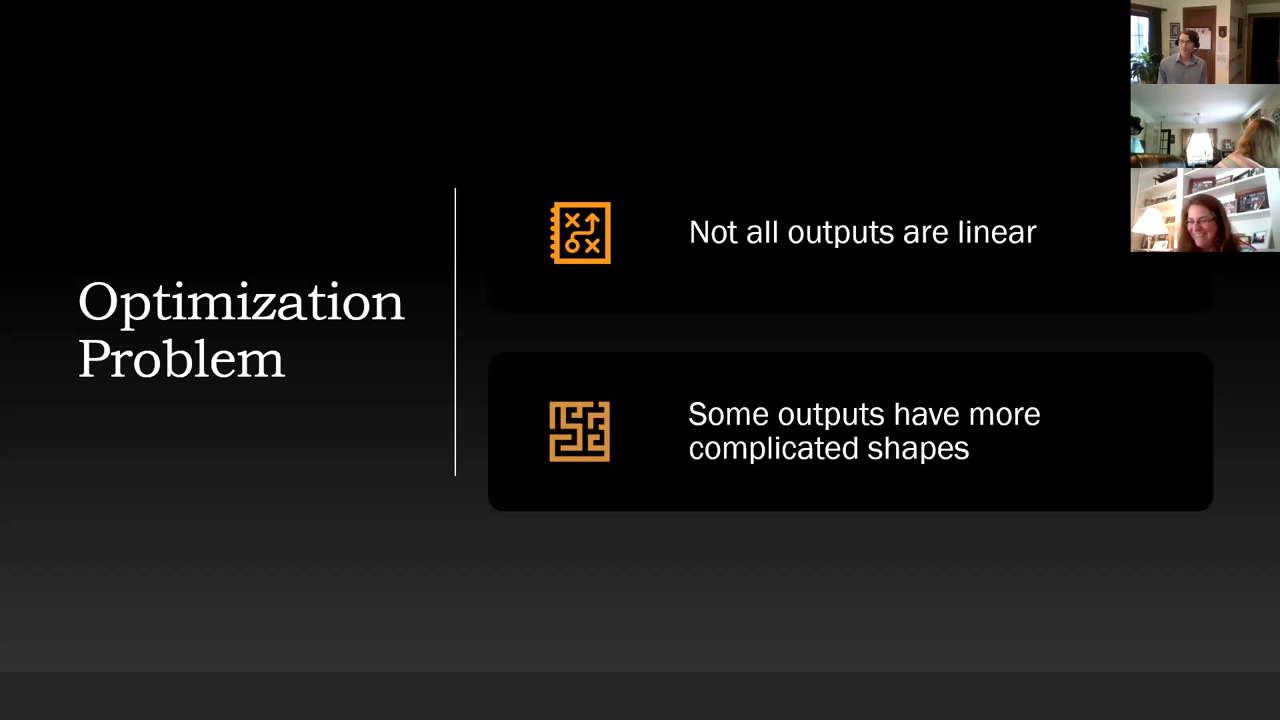 Optimization
Problem
Not all outputs are linear
Some outputs have more
complicated shapes